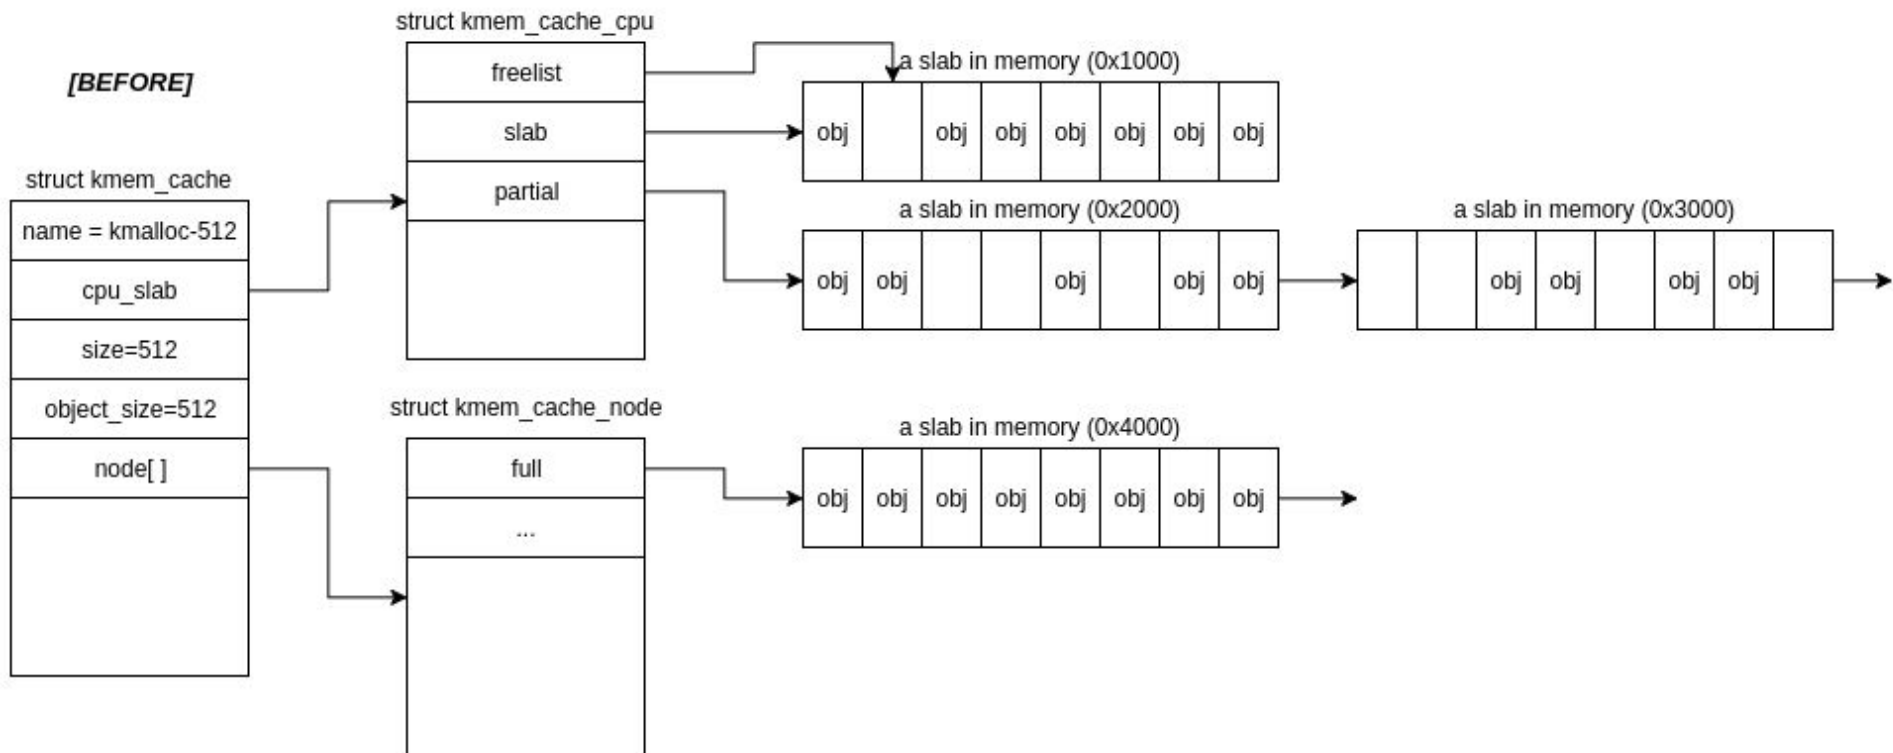 [BEFORE]
struct kmem_cache
name = kmalloc-512
cpu_slab
size=512
object_size=512
node[ ]
struct kmem_cache_cpu
freelist
slab
partial
a slab in memory (0x1000)
obj obj obj obj obj obj obj
a slab in memory (0x2000)
obj obj obj obj obj
a slab in memory (0x3000)
obj obj obj obj
struct kmem_cache_node
full
...
a slab in memory (0x4000)
obj obj obj obj obj obj obj obj